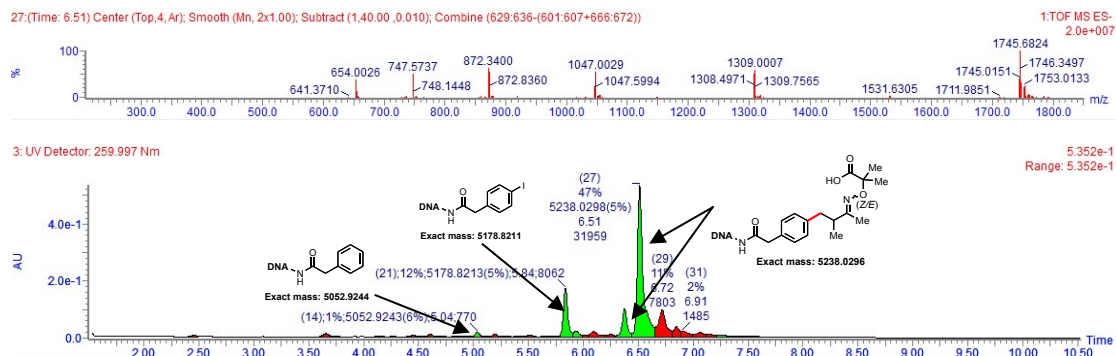 27:(Time: 6.51) Center (Top,4, Ar); Smooth (Mn, 2x1.00); Subtract (1,40.00 ,0.010); Combine (629:636-(601:607+666:672))
1:TOF MS ES-
2.0e+007
100
%
0
641.3710
654.0026
747.5737
748.1448
872.3400
872.8360
1047.0029
1047.5994
1309.0007
1308.4971
1309.7565
1531.6305
1711.9851
1745.6824
1745.0151
1746.3497
1753.0133
m/z
300.0 400.0 500.0 600.0 700.0 800.0 900.0 1000.0 1100.0 1200.0 1300.0 1400.0 1500.0 1600.0 1700.0 1800.0
3: UV Detector: 259.997 Nm
5.352e-1
Range: 5.352e-1
AU
4.0e-1
2.0e-1
0.0
DNA
N
H
O
Exact mass: 5052.9244
(14);1%;5052.9243(6%);5.04;770
DNA
N
H
O
I
Exact mass: 5178.8211
(21);12%;5178.8213(5%);5.84;8062
(27)
47%
5238.0298(5%)
6.51
31959
(29)
11%
6.72
7803
(31)
2%
6.91
1485
O
HO
Me
Me
O
N
(Z/E)
Me
Me
DNA
N
H
O
Exact mass: 5238.0296
Time
2.00 2.50 3.00 3.50 4.00 4.50 5.00 5.50 6.00 6.50 7.00 7.50 8.00 8.50 9.00 9.50 10.00 10.50